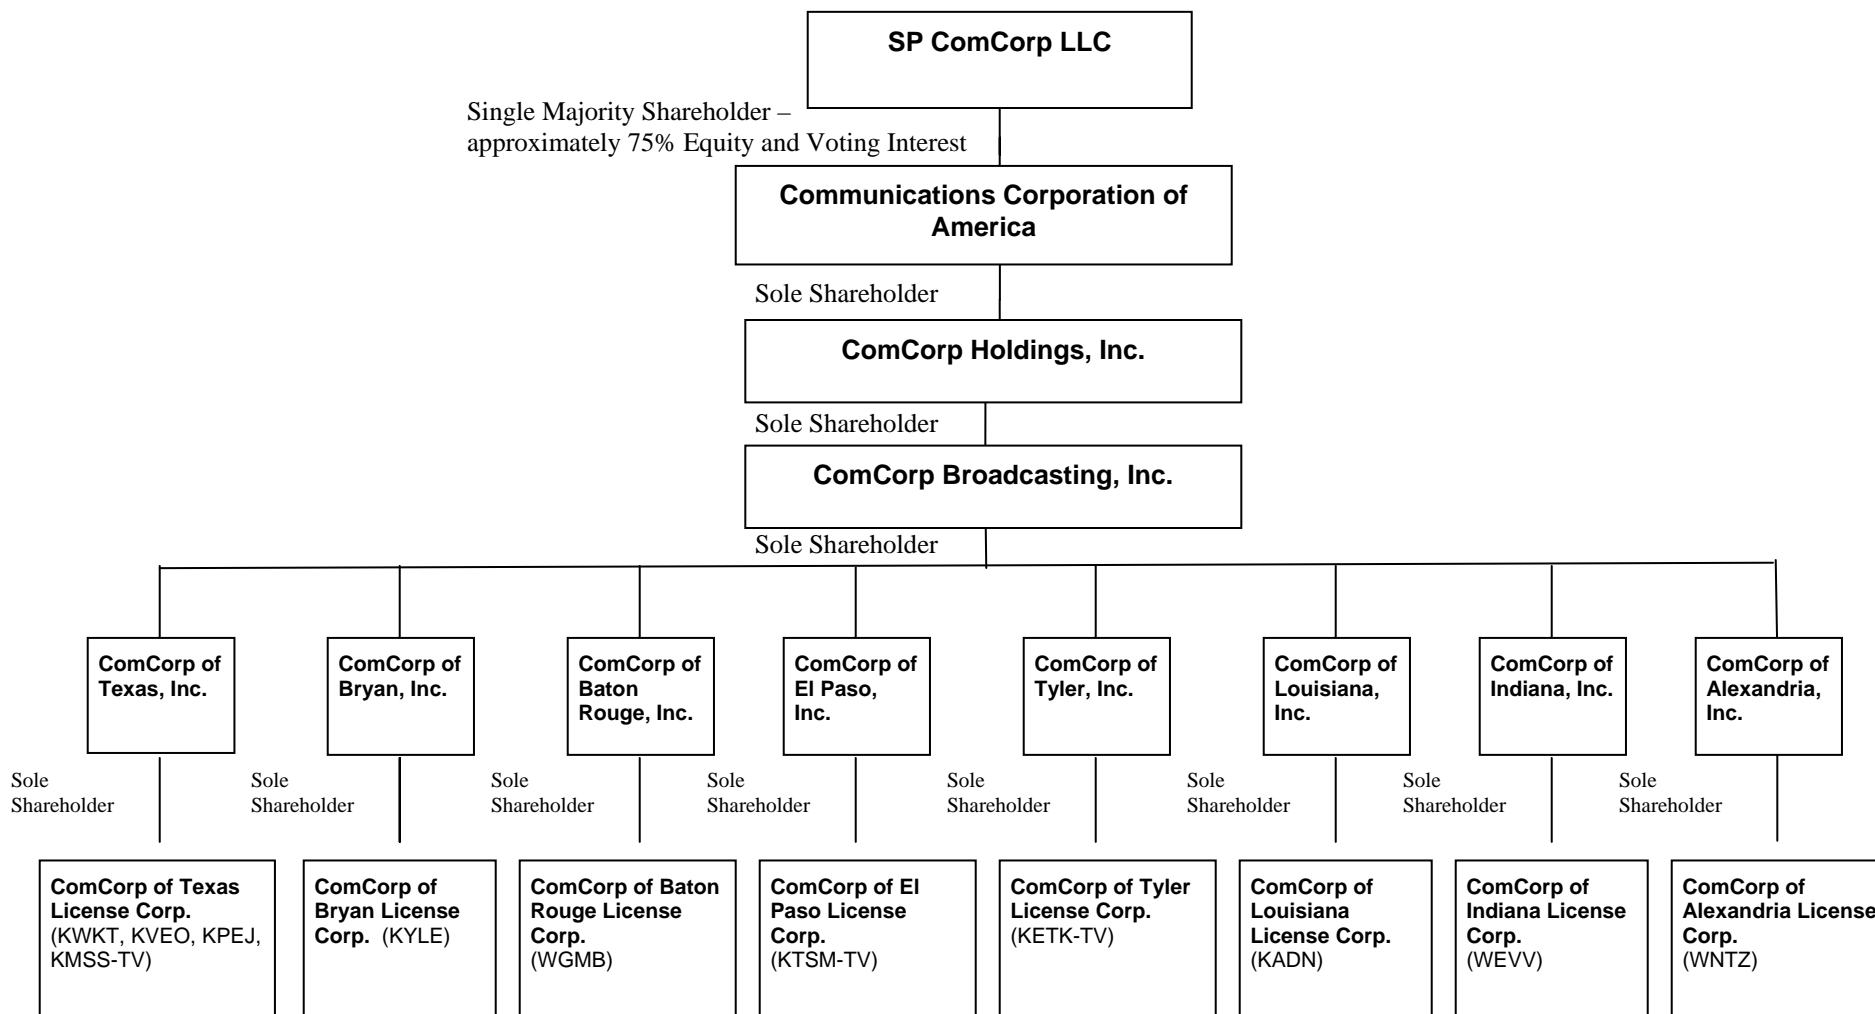 SP ComCorp LLC
Single Majority Shareholder –
approximately 75% Equity and Voting Interest
Communications Corporation of
America
Sole Shareholder
ComCorp Holdings, Inc.
Sole Shareholder
ComCorp Broadcasting, Inc.
Sole Shareholder
ComCorp of
Texas, Inc.
ComCorp of
Bryan, Inc.
ComCorp of
Baton
Rouge, Inc.
ComCorp of
El Paso,
Inc.
ComCorp of
Tyler, Inc.
ComCorp of
Louisiana,
Inc.
ComCorp of
Indiana, Inc.
ComCorp of
Alexandria,
Inc.
Sole
Shareholder
Sole
Shareholder
Sole
Shareholder
Sole
Shareholder
Sole
Shareholder
Sole
Shareholder
Sole
Shareholder
Sole
Shareholder
ComCorp of Texas
License Corp.
(KWKT, KVEO, KPEJ,
KMSS-TV)
ComCorp of
Bryan License
Corp. (KYLE)
ComCorp of Baton
Rouge License
Corp.
(WGMB)
ComCorp of El
Paso License
Corp.
(KTSM-TV)
ComCorp of Tyler
License Corp.
(KETK-TV)
ComCorp of
Louisiana
License Corp.
(KADN)
ComCorp of
Indiana License
Corp.
(WEVV)
ComCorp of
Alexandria License
Corp.
(WNTZ)